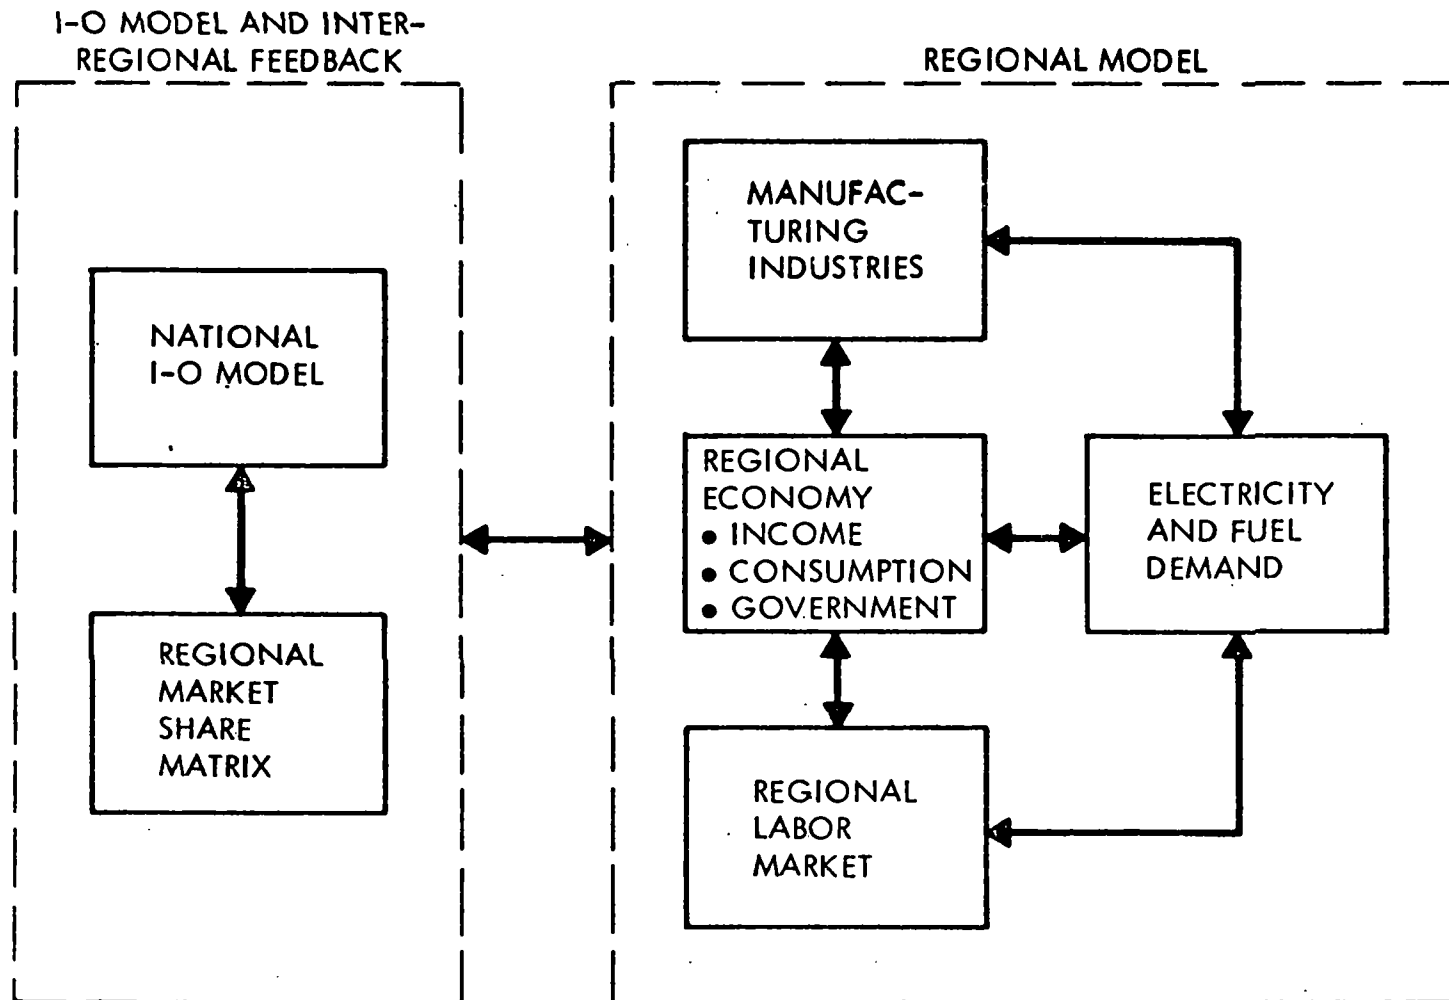 I-O MODEL AND INTER-
REGIONAL FEEDBACK
NATIONAL
I-O MODEL
REGIONAL
MARKET
SHARE
MATRIX
REGIONAL MODEL
MANUFAC-
TURING
INDUSTRIES
REGIONAL
ECONOMY
• INCOME
• CONSUMPTION
• GOVERNMENT
ELECTRICITY
AND FUEL
DEMAND
REGIONAL
LABOR
MARKET